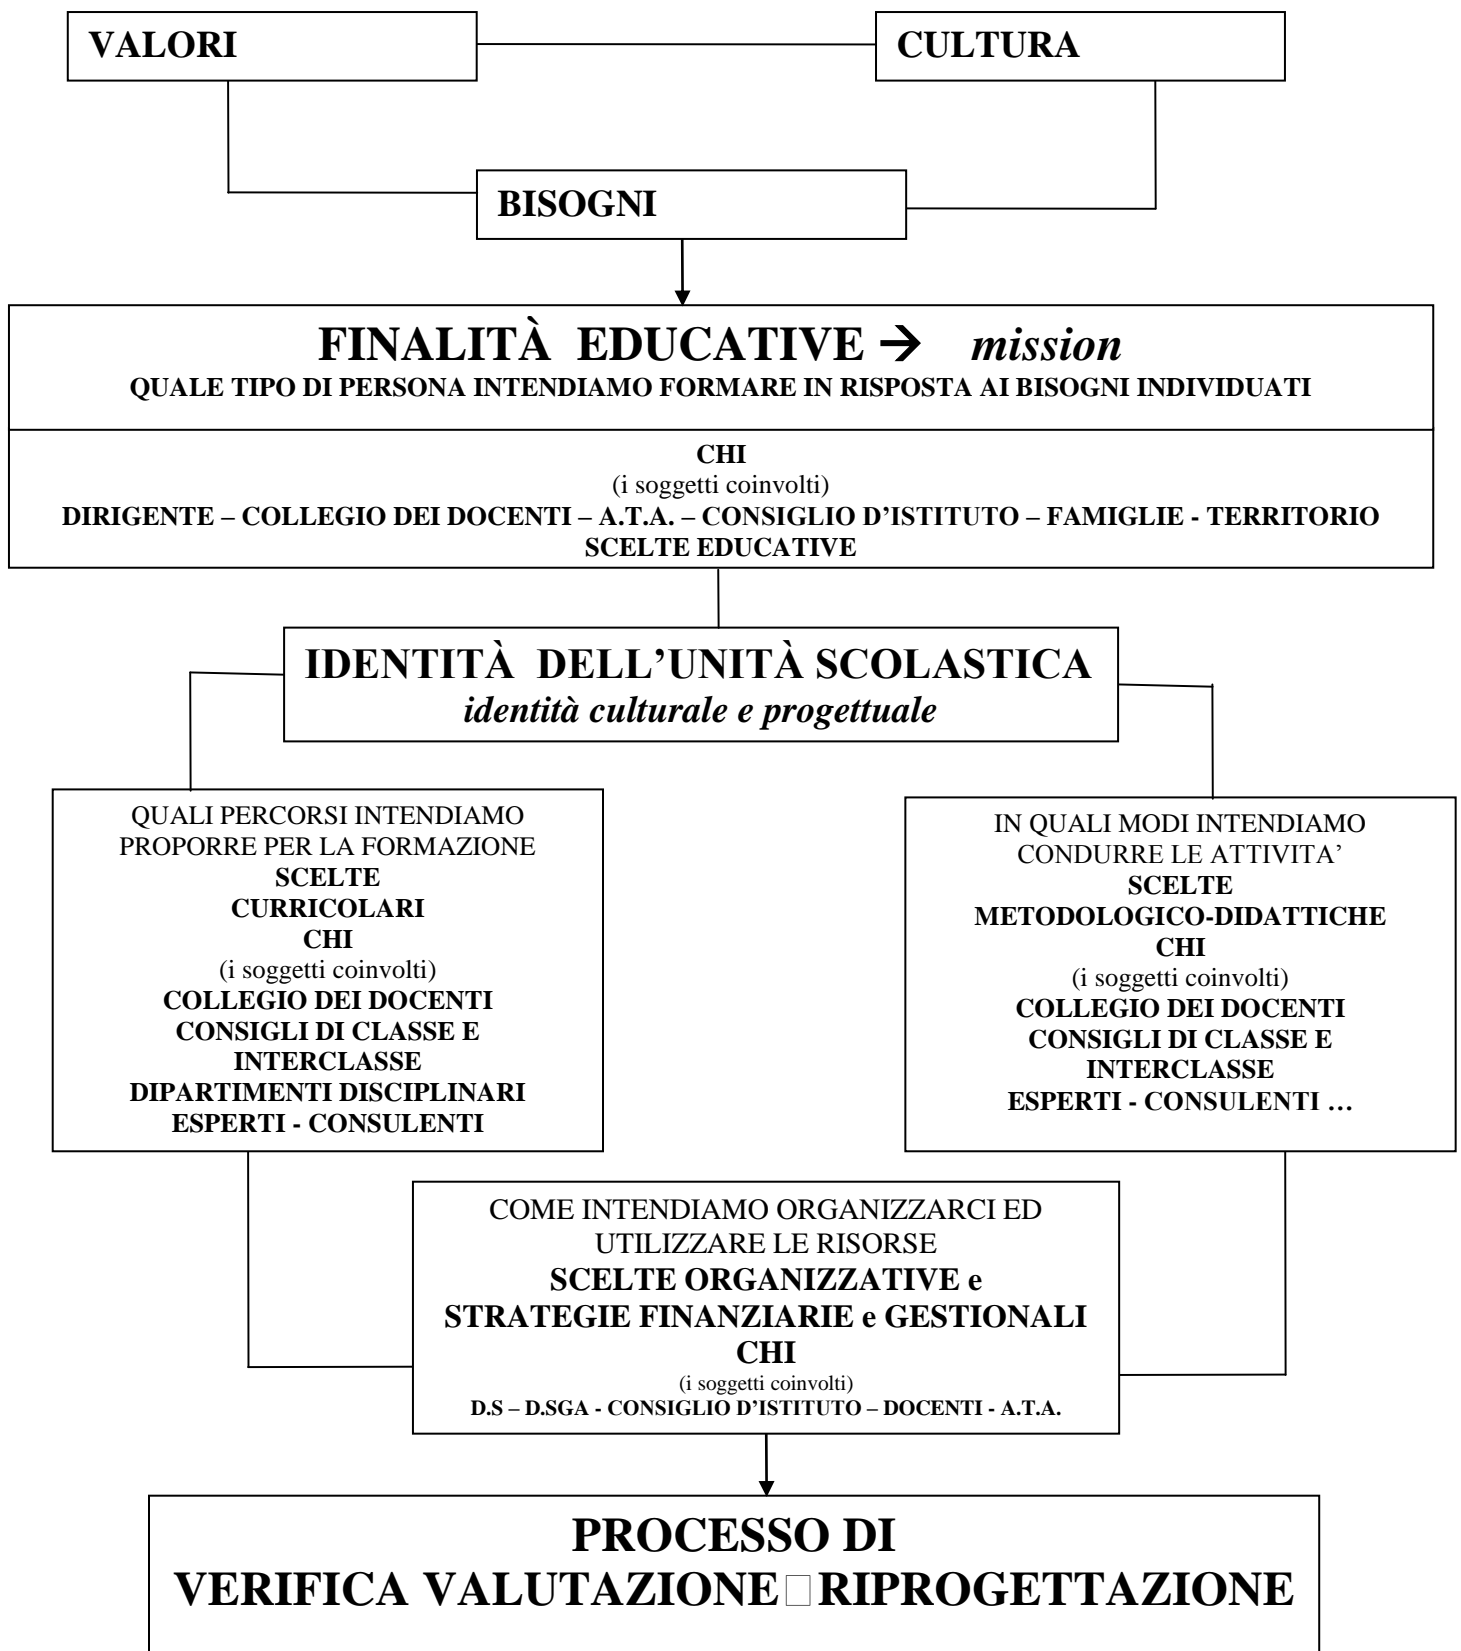 VALORI
CULTURA
BISOGNI
FINALITÀ EDUCATIVE → mission
QUALE TIPO DI PERSONA INTENDIAMO FORMARE IN RISPOSTA AI BISOGNI INDIVIDUATI
CHI
(i soggetti coinvolti)
DIRIGENTE – COLLEGIO DEI DOCENTI – A.T.A. – CONSIGLIO D’ISTITUTO – FAMIGLIE - TERRITORIO
SCELTE EDUCATIVE
IDENTITÀ DELL’UNITÀ SCOLASTICA
identità culturale e progettuale
QUALI PERCORSI INTENDIAMO
PROPORRE PER LA FORMAZIONE
SCELTE
CURRICOLARI
CHI
(i soggetti coinvolti)
COLLEGIO DEI DOCENTI
CONSIGLI DI CLASSE E
INTERCLASSE
DIPARTIMENTI DISCIPLINARI
ESPERTI - CONSULENTI
IN QUALI MODI INTENDIAMO
CONDURRE LE ATTIVITA’
SCELTE
METODOLOGICO-DIDATTICHE
CHI
(i soggetti coinvolti)
COLLEGIO DEI DOCENTI
CONSIGLI DI CLASSE E
INTERCLASSE
ESPERTI - CONSULENTI …
COME INTENDIAMO ORGANIZZARCI ED
UTILIZZARE LE RISORSE
SCELTE ORGANIZZATIVE e
STRATEGIE FINANZIARIE e GESTIONALI
CHI
(i soggetti coinvolti)
D.S – D.SGA - CONSIGLIO D’ISTITUTO – DOCENTI - A.T.A.
PROCESSO DI
VERIFICA VALUTAZIONE□RIPROGETTAZIONE